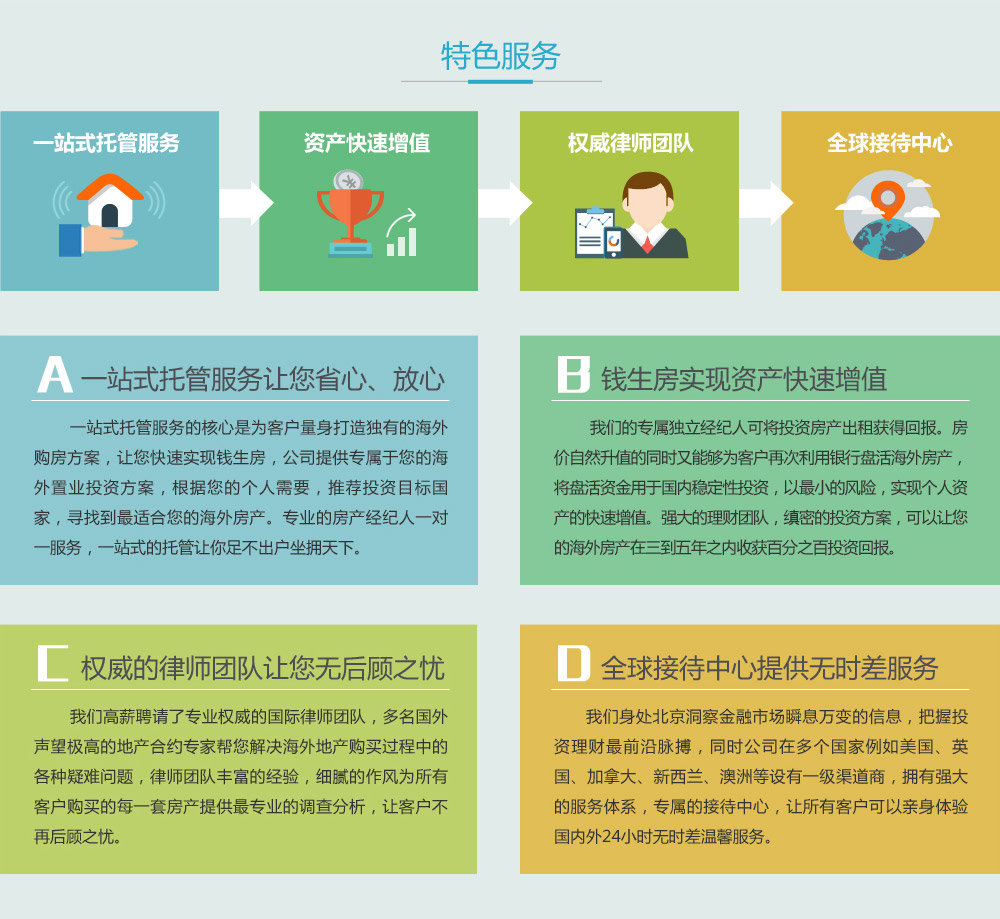 特色服务
一站式托管服务
资产快速增值
权威律师团队
全球接待中心
A 一站式托管服务让您省心、放心
一站式托管服务的核心是为客户量身打造独有的海外
购房方案，让您快速实现钱生房，公司提供专属于您的海
外置业投资方案，根据您的个人需要，推荐投资目标国
家，寻找到最适合您的海外房产。专业的房产经纪人一对
一服务，一站式的托管让你足不出户坐拥天下。
B 钱生房实现资产快速增值
我们的专属独立经纪人可将投资房产出租获得回报。房
价自然升值的同时又能够为客户再次利用银行盘活海外房产，
将盘活资金用于国内稳定性投资，以最小的风险，实现个人资
产的快速增值。强大的理财团队，缜密的投资方案，可以让您
的海外房产在三到五年之内收获百分之百投资回报。
C 权威的律师团队让您无后顾之忧
我们高薪聘请了专业权威的国际律师团队，多名国外
声望极高的地产合约专家帮您解决海外地产购买过程中的
各种疑难问题，律师团队丰富的经验，细腻的作风为所有
客户购买的每一套房产提供最专业的调查分析，让客户不
再后顾之忧。
D 全球接待中心提供无时差服务
我们身处北京洞察金融市场瞬息万变的信息，把握投
资理财最前沿脉搏，同时公司在多个国家例如美国、英
国、加拿大、新西兰、澳洲等设有一级渠道商，拥有强大
的服务体系，专属的接待中心，让所有客户可以亲身体验
国内外24小时无时差温馨服务。